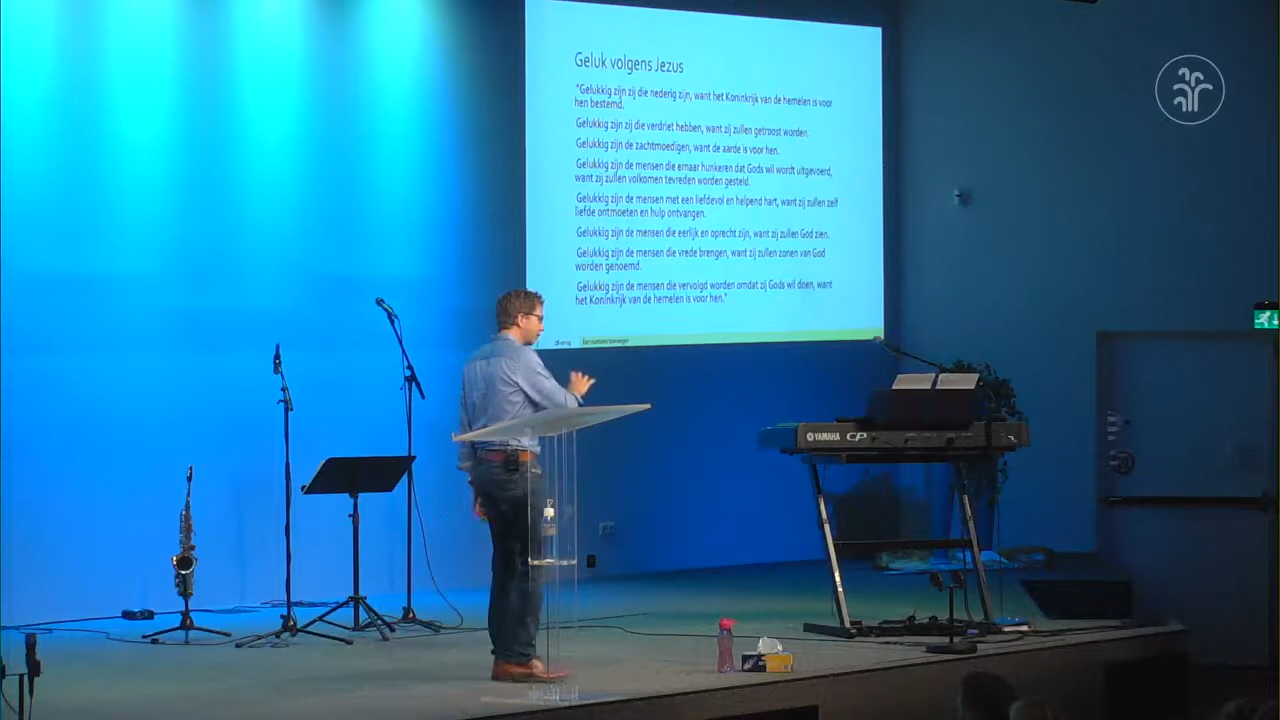 Geluk volgens Jezus
"Gelukkig zijn zij die nederig zijn, want het Koninkrijk van de hemelen is voor
hen bestemd.
Gelukkig zijn zij die verdriet hebben, want zij zullen getroost worden.
Gelukkig zijn de zachtmoedigen, want de aarde is voor hen.
Gelukkig zijn de mensen die ernaar hunkeren dat Gods wil wordt uitgevoerd,
want zij zullen volkomen tevreden worden gesteld.
Gelukkig zijn de mensen met een liefdevol en helpend hart, want zij zullen zelf
liefde ontmoeten en hulp ontvangen.
Gelukkig zijn de mensen die eerlijk en oprecht zijn, want zij zullen God zien.
Gelukkig zijn de mensen die vrede brengen, want zij zullen zonen van God
worden genoemd.
Gelukkig zijn de mensen die vervolgd worden omdat zij Gods wil doen, want
het Koninkrijk van de hemelen is voor hen."
YAMAHA CP